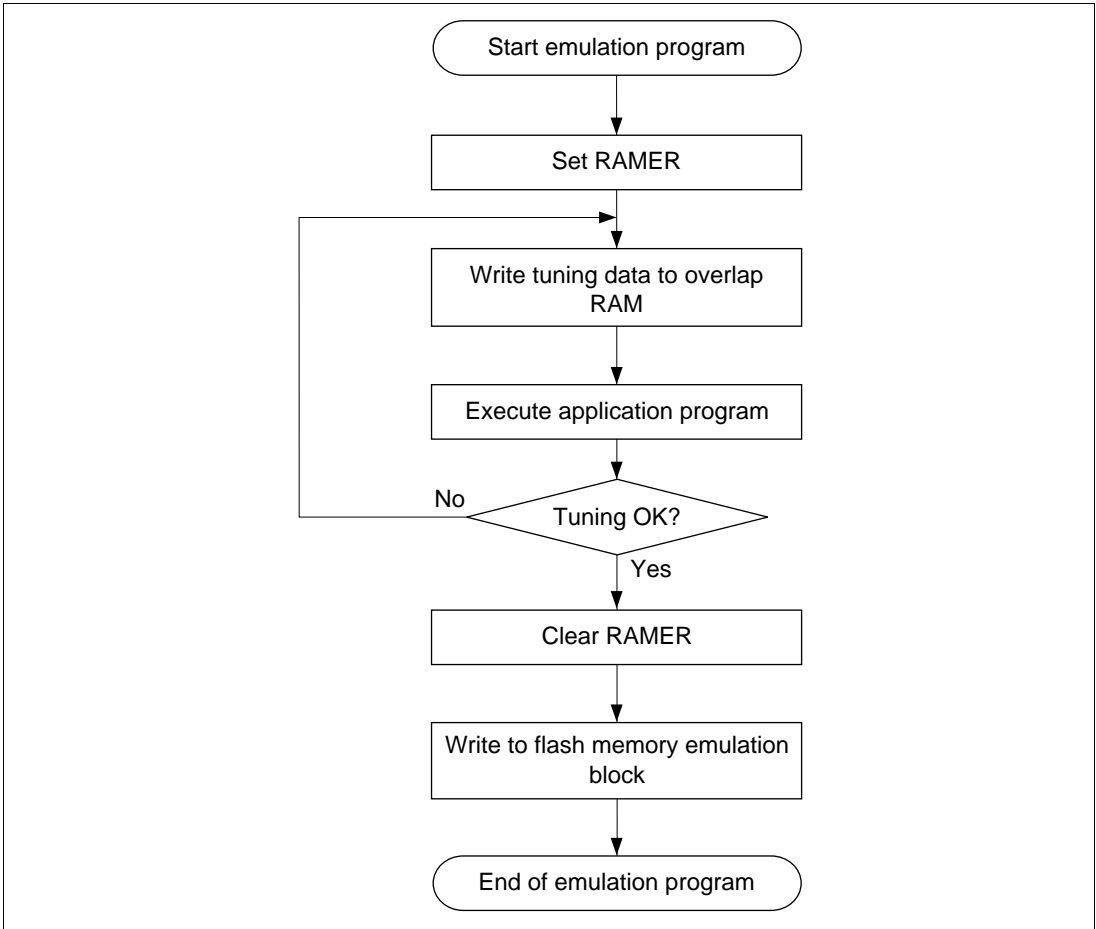 Start emulation program
Set RAMER
Write tuning data to overlap
RAM
Execute application program
No
Tuning OK?
Yes
Clear RAMER
Write to flash memory emulation
block
End of emulation program